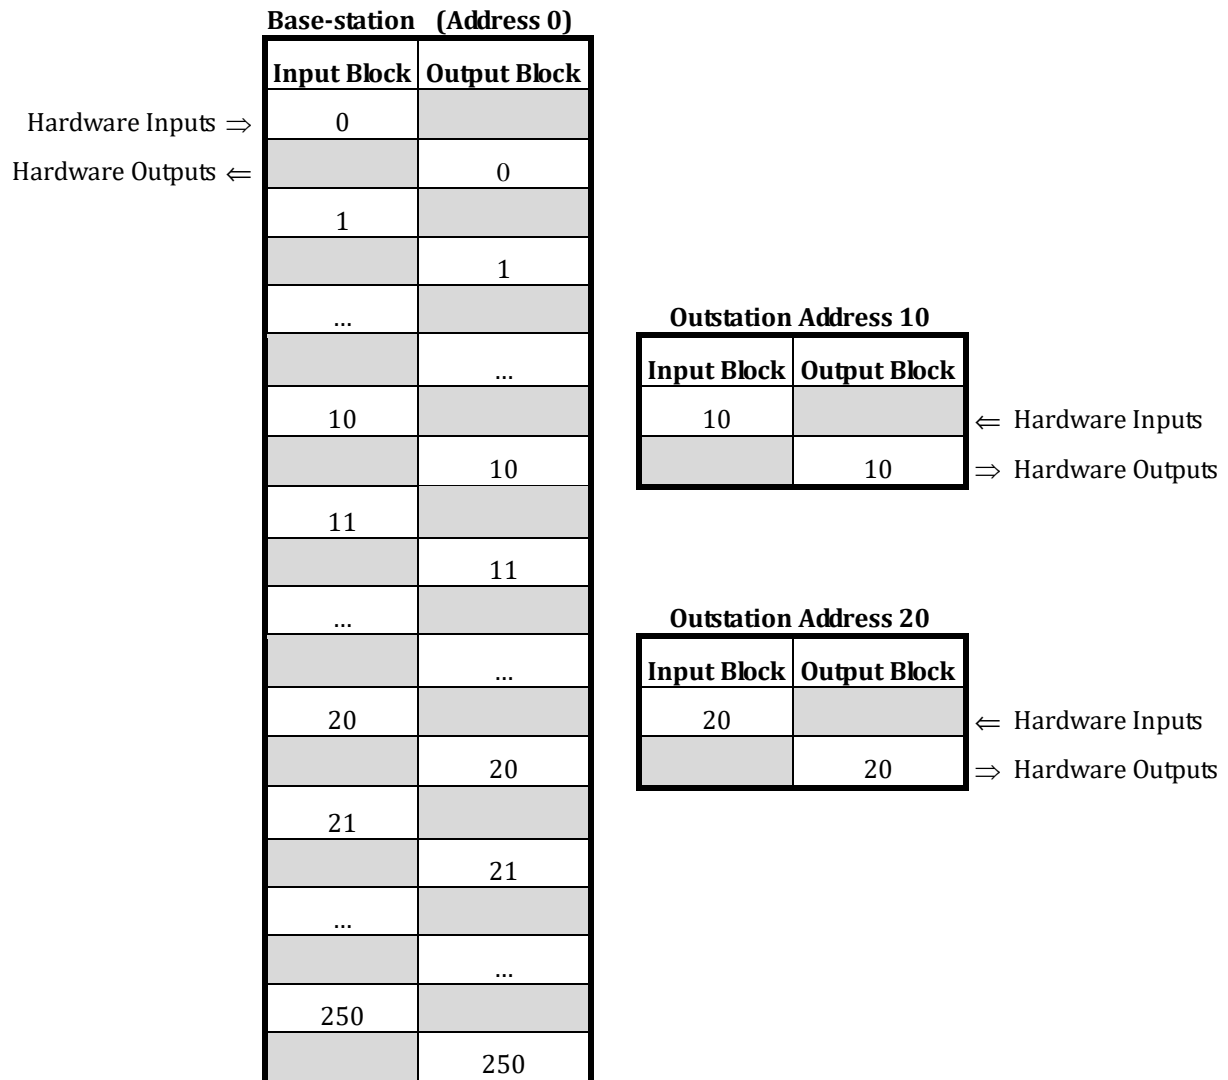 Base-station (Address 0)
Input Block Output Block
Hardware Inputs ⇒ 0
Hardware Outputs ⇐ 0
1
1
...
Outstation Address 10
...
Input Block Output Block
10
10 ⇐ Hardware Inputs
10
10 ⇒ Hardware Outputs
11
11
...
Outstation Address 20
...
Input Block Output Block
20
20 ⇐ Hardware Inputs
20
20 ⇒ Hardware Outputs
21
21
...
...
250
250